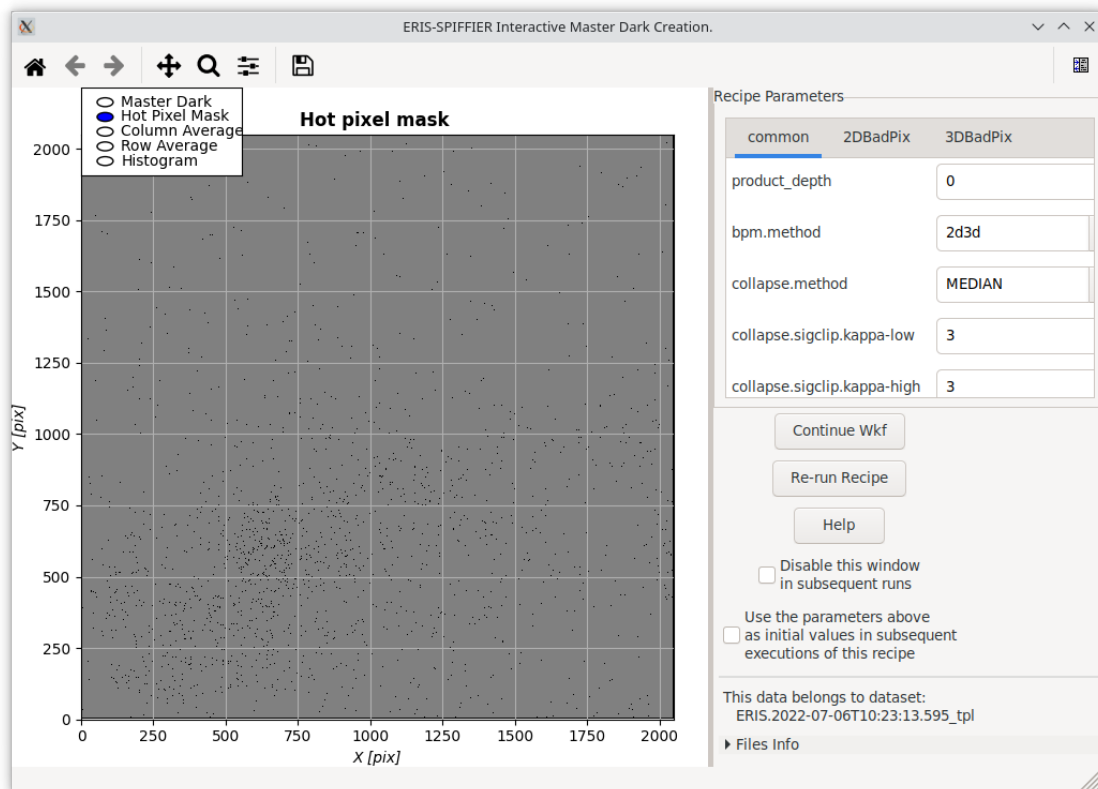 ERIS-SPIFFIER Interactive Master Dark Creation.
Master Dark
Hot Pixel Mask
Column Average
Row Average
Histogram
Hot pixel mask
2000
1750
1500
1250
1000
750
500
250
0
Y [pix]
0 250 500 750 1000 1250 1500 1750 2000
X [pix]
Recipe Parameters
common 2DBadPix 3DBadPix
product_depth 0
bpm.method 2d3d
collapse.method MEDIAN
collapse.sigclip.kappa-low 3
collapse.sigclip.kappa-high 3
Continue Wkf
Re-run Recipe
Help
Disable this window
in subsequent runs
Use the parameters above
as initial values in subsequent
executions of this recipe
This data belongs to dataset:
ERIS.2022-07-06T10:23:13.595_tpl
Files Info